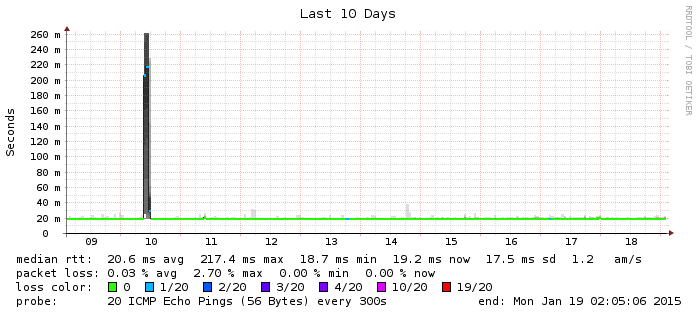 Last 10 Days
RRDTOOL / TOBI OETIKER
Seconds
260 m
240 m
220 m
200 m
180 m
160 m
140 m
120 m
100 m
80 m
60 m
40 m
20 m
0
09 10 11 12 13 14 15 16 17 18
median rtt: 20.6 ms avg 217.4 ms max 18.7 ms min 19.2 ms now 17.5 ms sd 1.2 am/s
packet loss: 0.03 % avg 2.70 % max 0.00 % min 0.00 % now
loss color: 0 1/20 2/20 3/20 4/20 10/20 19/20
probe: 20 ICMP Echo Pings (56 Bytes) every 300s end: Mon Jan 19 02:05:06 2015